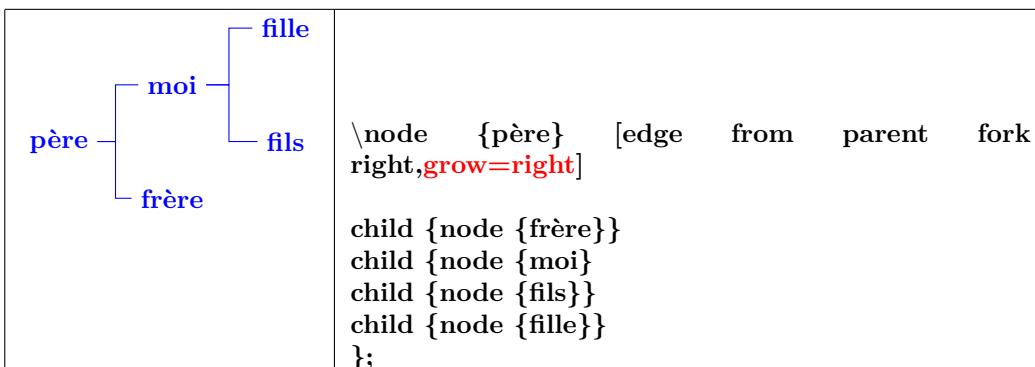 fille
moi
père
fils
frère
\node {père} [edge from parent fork
right,grow=right]
child {node {frère}}
child {node {moi}
child {node {fils}}
child {node {fille}}
};